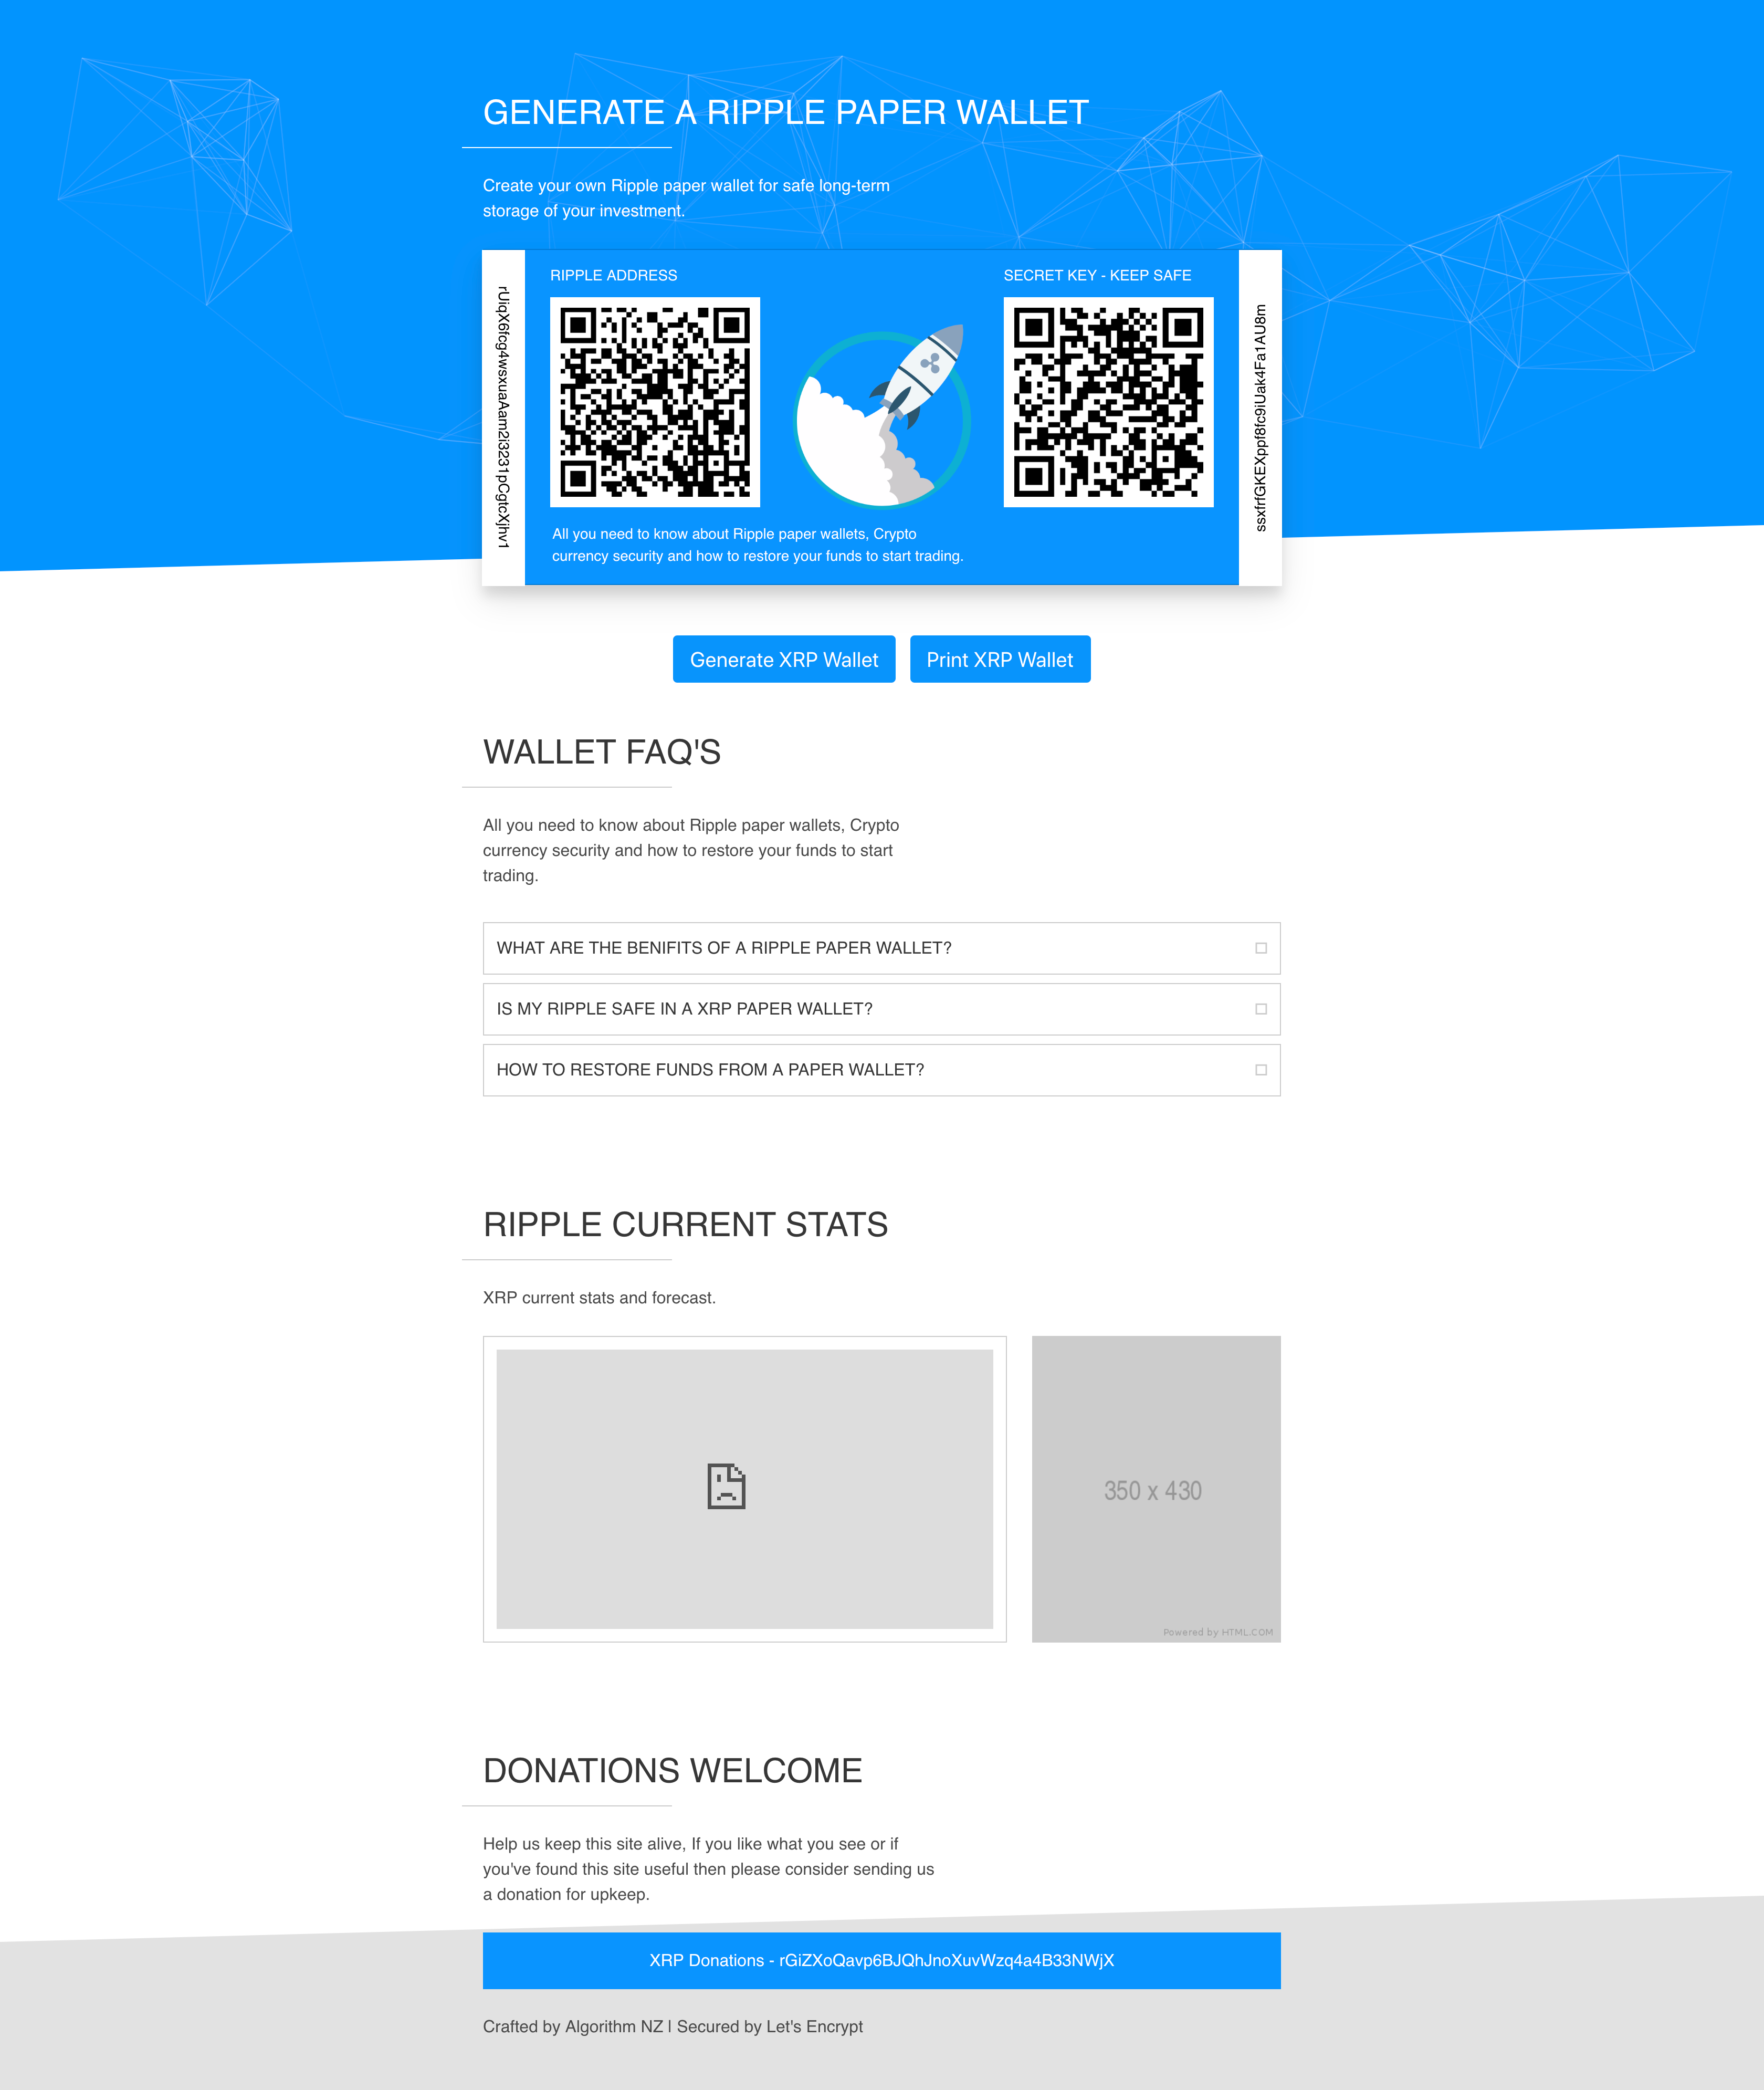 GENERATE A RIPPLE PAPER WALLET
Create your own Ripple paper wallet for safe long-term
storage of your investment.
RIPPLE ADDRESS
SECRET KEY - KEEP SAFE
rUiqX6fcg4wsxuaAam2i3231pCgtcXjhv1
ssxfrfGKEXppf8fc9iUak4Fa1AU8m
All you need to know about Ripple paper wallets, Crypto
currency security and how to restore your funds to start trading.
Generate XRP Wallet
Print XRP Wallet
WALLET FAQ'S
All you need to know about Ripple paper wallets, Crypto
currency security and how to restore your funds to start
trading.
WHAT ARE THE BENIFITS OF A RIPPLE PAPER WALLET?
IS MY RIPPLE SAFE IN A XRP PAPER WALLET?
HOW TO RESTORE FUNDS FROM A PAPER WALLET?
RIPPLE CURRENT STATS
XRP current stats and forecast.
350 x 430
Powered by HTML.COM
DONATIONS WELCOME
Help us keep this site alive, If you like what you see or if
you've found this site useful then please consider sending us
a donation for upkeep.
XRP Donations - rGiZXoQavp6BJQhJnoXuvWzq4a4B33NWjX
Crafted by Algorithm NZ | Secured by Let's Encrypt